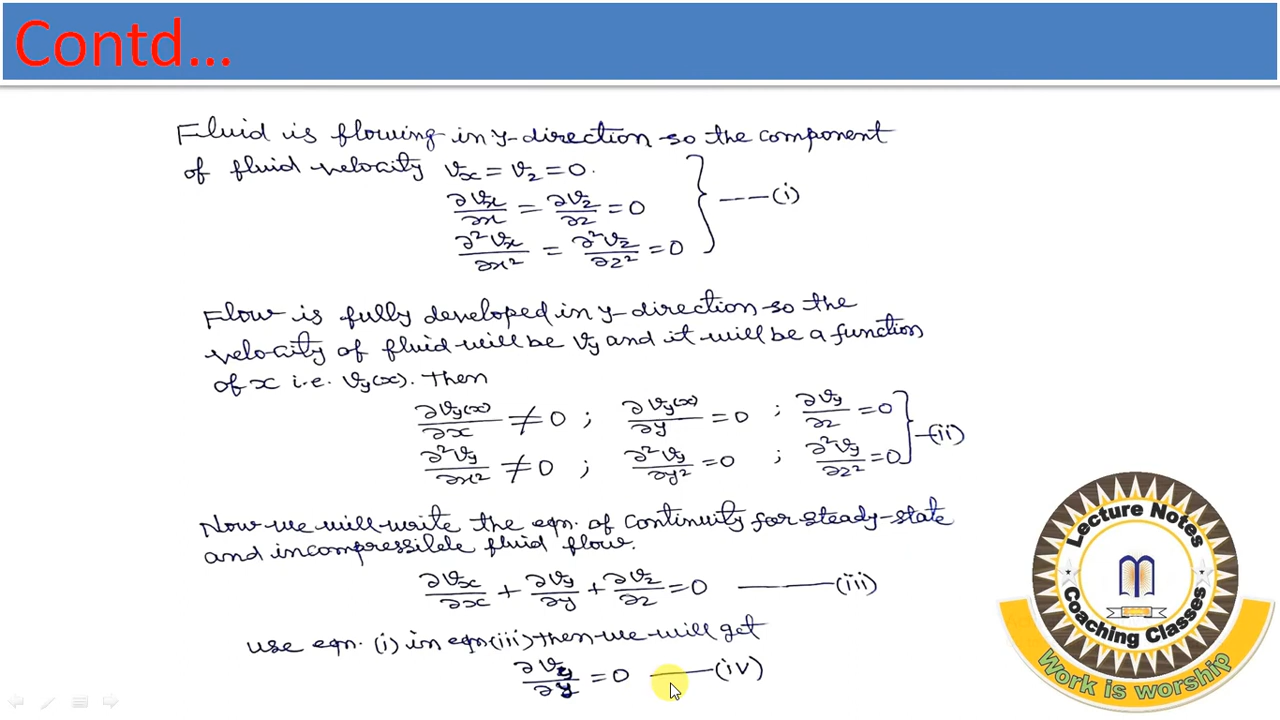 Contd...
Fluid is flowing in y-direction so the component
of fluid velocity vx = vz = 0.
∂vx/∂x = ∂vz/∂z = 0
——(i)
∂²vx/∂x² = ∂²vz/∂z² = 0
Flow is fully developed in y-direction so the
velocity of fluid will be vy and it will be a function
of x i.e. vy(x). Then
∂vy(x)/∂x ≠ 0 ; ∂vy(x)/∂y = 0 ; ∂vy/∂z = 0
—(ii)
∂²vy/∂x² ≠ 0 ; ∂²vy/∂y² = 0 ; ∂²vy/∂z² = 0
Now we will write the eqn. of continuity for steady-state
and incompressible fluid flow.
∂vx/∂x + ∂vy/∂y + ∂vz/∂z = 0 ———(iii)
use eqn. (i) in eqn(iii) then we will get
∂vy/∂y = 0 ——(iv)
Lecture Notes
Coaching Classes
Work is worship